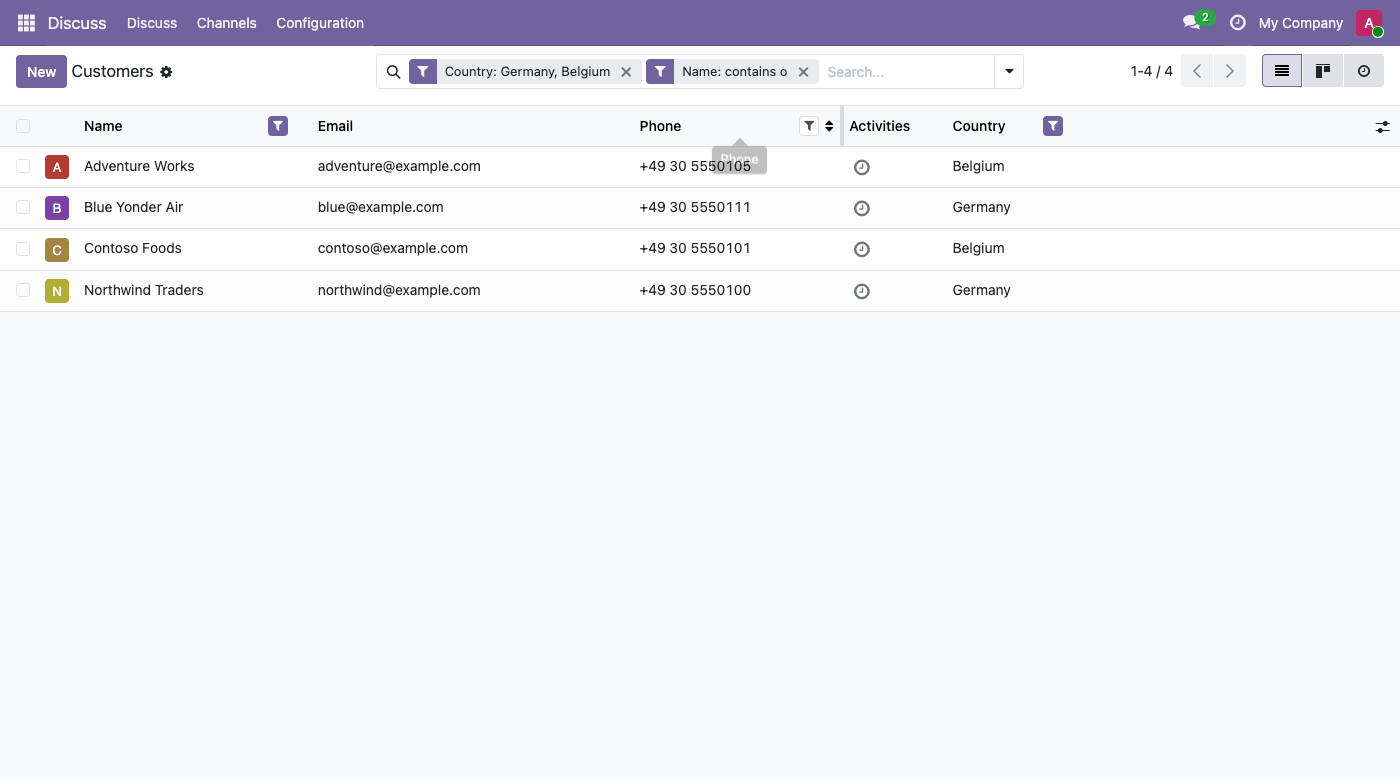 Discuss Discuss Channels Configuration 2 My Company A
New Customers Country: Germany, Belgium Name: contains o Search... 1-4 / 4
Name Email Phone Activities Country
Phone
A Adventure Works adventure@example.com +49 30 5550105 Belgium
B Blue Yonder Air blue@example.com +49 30 5550111 Germany
C Contoso Foods contoso@example.com +49 30 5550101 Belgium
N Northwind Traders northwind@example.com +49 30 5550100 Germany